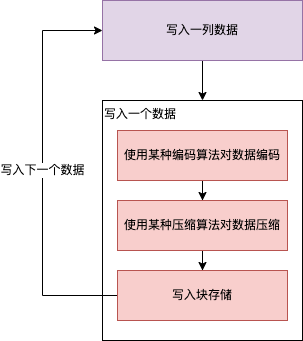 写入一列数据
写入一个数据
使用某种编码算法对数据编码
写入下一个数据
使用某种压缩算法对数据压缩
写入块存储